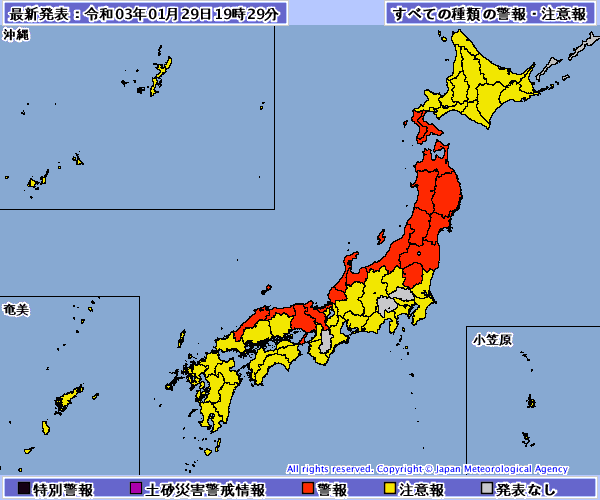 最新発表：令和03年01月29日19時29分
すべての種類の警報・注意報
沖縄
奄美
小笠原
All rights reserved. Copyright © Japan Meteorological Agency
特別警報 土砂災害警戒情報 警報 注意報 発表なし